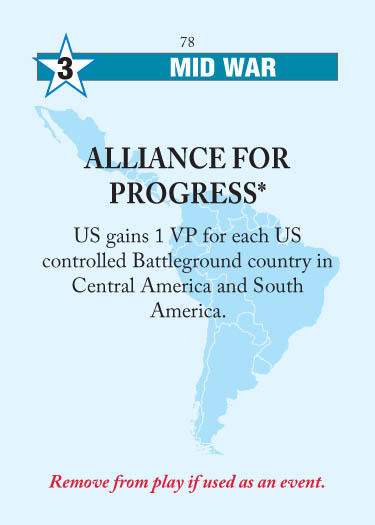 78
3
MID WAR
ALLIANCE FOR
PROGRESS*
US gains 1 VP for each US
controlled Battleground country in
Central America and South
America.
Remove from play if used as an event.